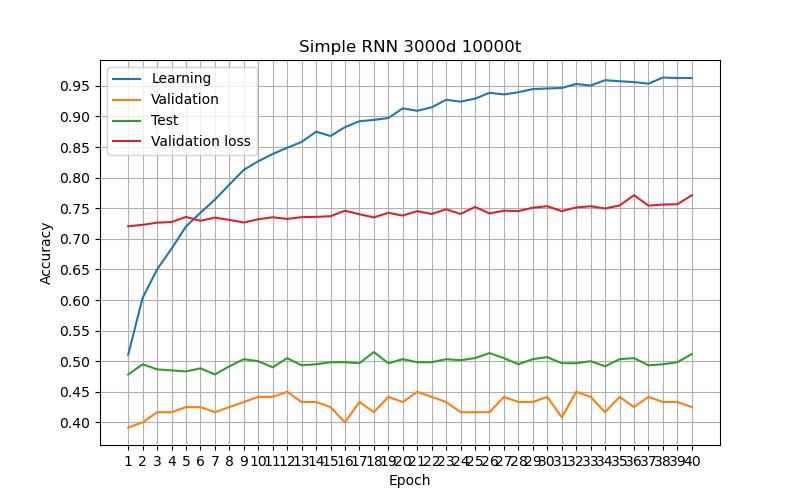 Simple RNN 3000d 10000t
Learning
Validation
Test
Validation loss
0.95
0.90
0.85
0.80
0.75
0.70
0.65
0.60
0.55
0.50
0.45
0.40
Accuracy
1 2 3 4 5 6 7 8 9 10 11 12 13 14 15 16 17 18 19 20 21 22 23 24 25 26 27 28 29 30 31 32 33 34 35 36 37 38 39 40
Epoch